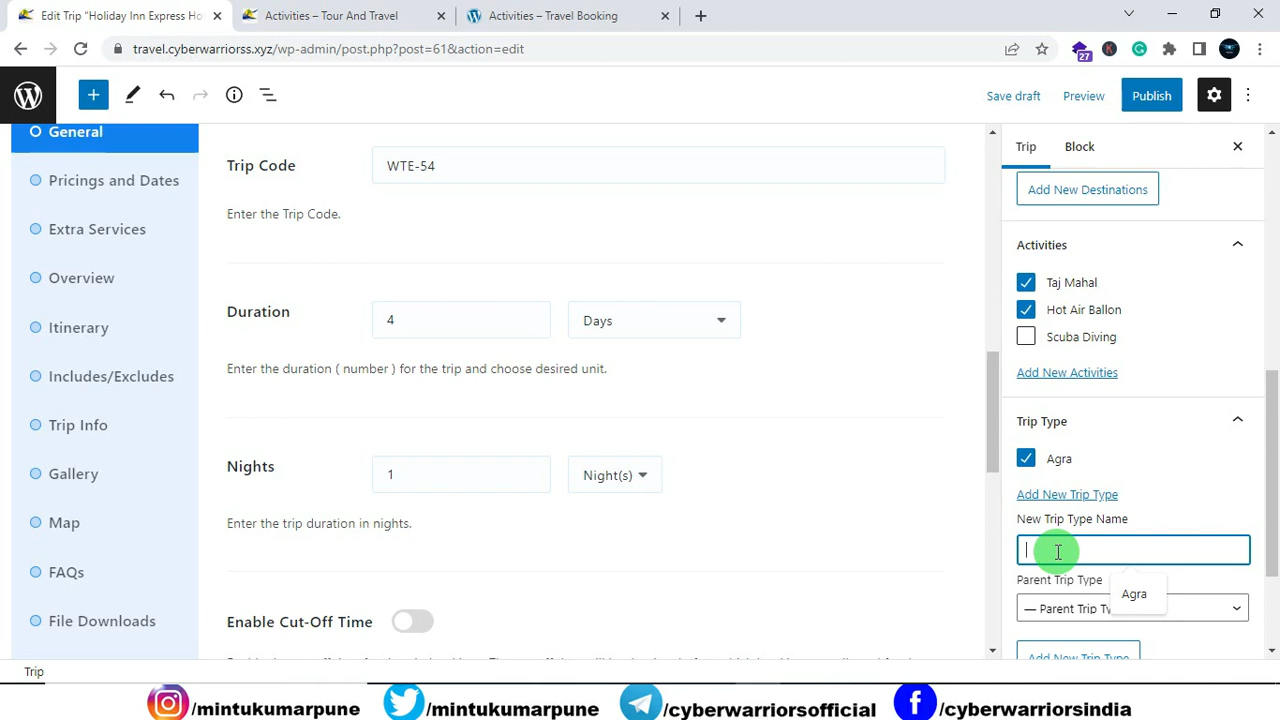 Edit Trip "Holiday Inn Express Ho
Activities – Tour And Travel
Activities – Travel Booking
travel.cyberwarriorss.xyz/wp-admin/post.php?post=61&action=edit
27
Save draft
Preview
Publish
General
Pricings and Dates
Extra Services
Overview
Itinerary
Includes/Excludes
Trip Info
Gallery
Map
FAQs
File Downloads
Trip Code
WTE-54
Enter the Trip Code.
Duration
4
Days
Enter the duration ( number ) for the trip and choose desired unit.
Nights
1
Night(s)
Enter the trip duration in nights.
Enable Cut-Off Time
Trip
Block
Add New Destinations
Activities
Taj Mahal
Hot Air Ballon
Scuba Diving
Add New Activities
Trip Type
Agra
Add New Trip Type
New Trip Type Name
Parent Trip Type
Agra
— Parent Trip Ty
Add New Trip Type
Trip
/mintukumarpune
/mintukumarpune
/cyberwarriorsofficial
/cyberwarriorsindia